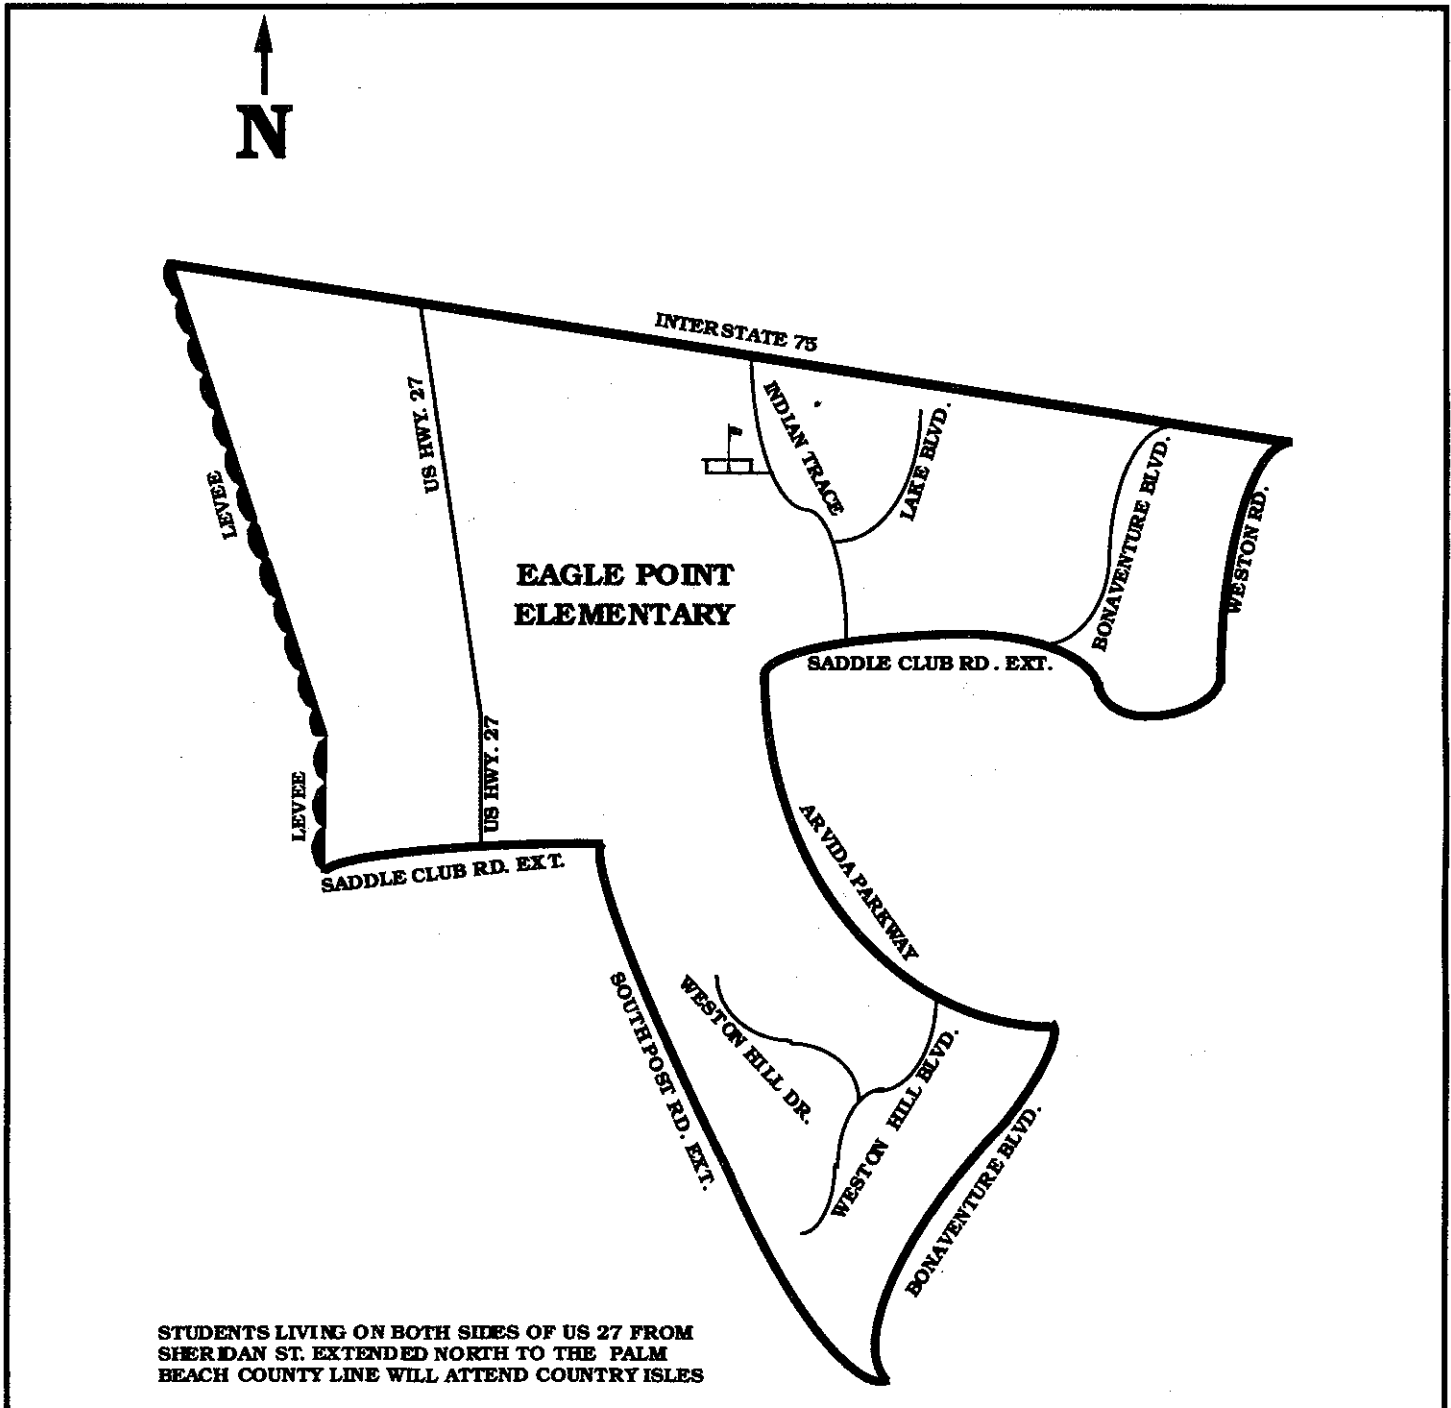 N
INTERSTATE 75
US HWY. 27
INDIAN TRACE
LAKE BLVD.
BONAVENTURE BLVD.
WESTON RD.
LEVEE
EAGLE POINT
ELEMENTARY
SADDLE CLUB RD. EXT.
US HWY. 27
LEVEE
ARVIDA PARKWAY
SADDLE CLUB RD. EXT.
SOUTH POST RD. EXT.
WESTON HILL DR.
WESTON HILL BLVD.
BONAVENTURE BLVD.
STUDENTS LIVING ON BOTH SIDES OF US 27 FROM
SHERIDAN ST. EXTENDED NORTH TO THE PALM
BEACH COUNTY LINE WILL ATTEND COUNTRY ISLES